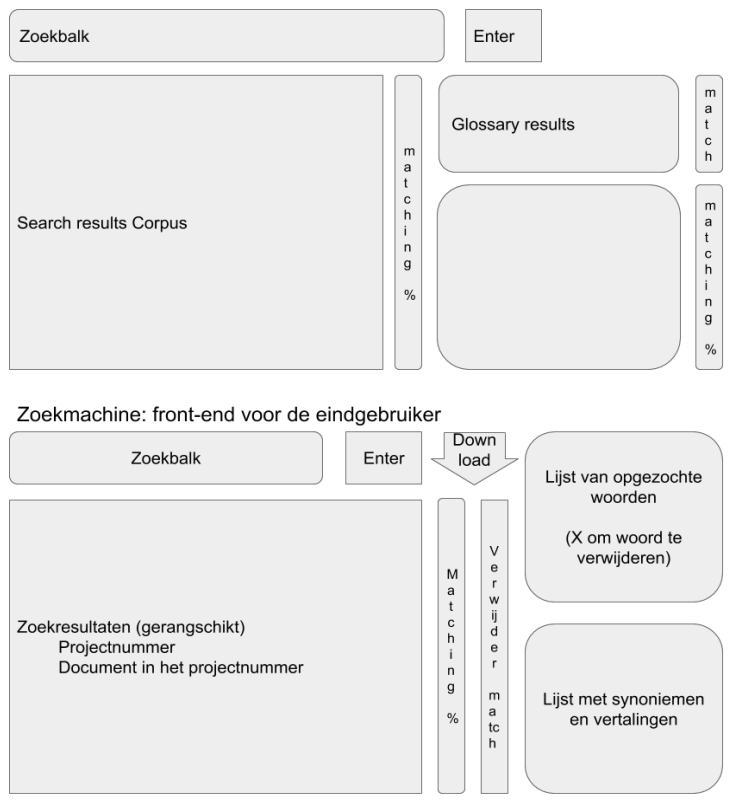 Zoekbalk
Enter
Search results Corpus
matching %
Glossary results
match
matching %
Zoekmachine: front-end voor de eindgebruiker
Zoekbalk
Enter
Down
load
Zoekresultaten (gerangschikt)
Projectnummer
Document in het projectnummer
Matching %
Verwijder match
Lijst van opgezochte
woorden
(X om woord te
verwijderen)
Lijst met synoniemen
en vertalingen